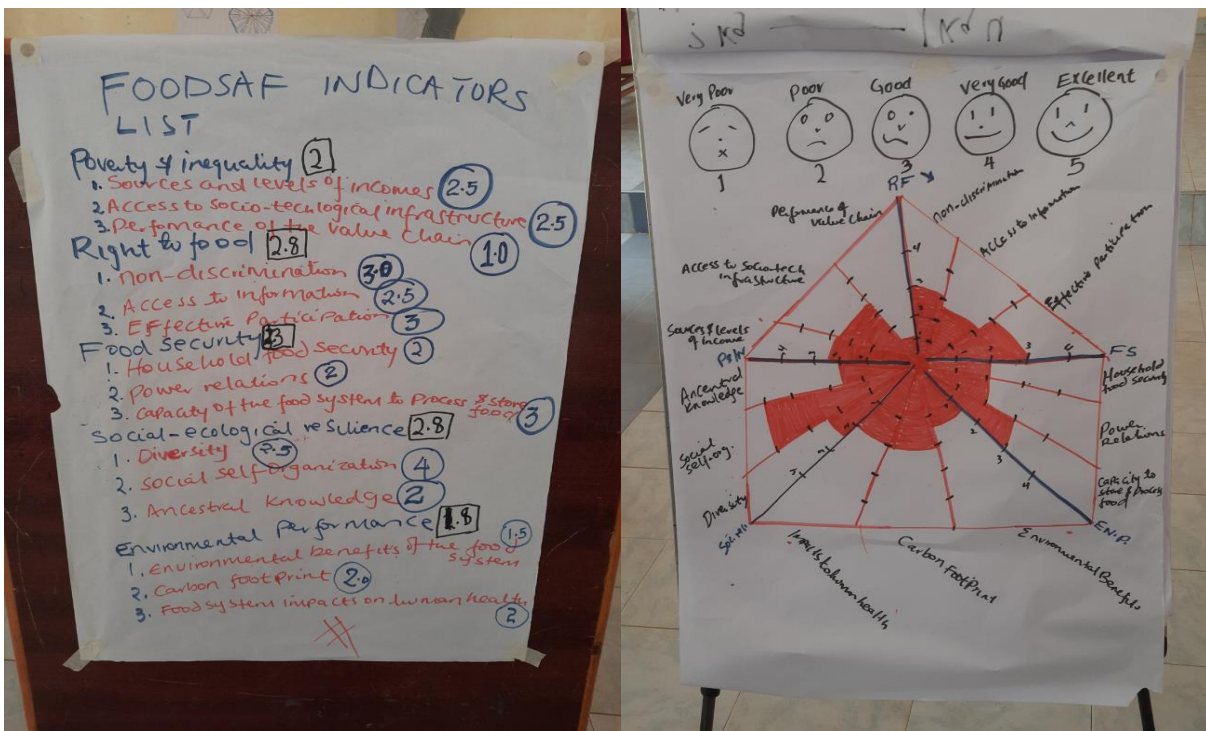 FOODSAF INDICATORS
LIST
Poverty & inequality 2
1. Sources and levels of incomes 2.5
2. Access to Socio-techlogical infrastructure 2.5
3. Perfomance of the value chain 1.0
Right to food 2.8
1. non-discrimination 3.0
2. Access to information 2.5
3. Effective Participation 3
Food security 3
1. Household food security 2
2. Power relations 2
3. Capacity of the food system to Process & store
food 3
Social-ecological resilience 2.8
1. Diversity 2.5
2. Social self-organization 4
3. Ancestral knowledge 2
Environmental performance 1.8
1. Environmental benefits of the food
system 1.5
2. Carbon footprint 2.0
3. Food system impacts on human health 2
Very Poor
Poor
Good
Very Good
Excellent
1
2
3
4
5
RF
Perfomance of
value chain
non-discrimination
Access to information
Effective Participation
Access to Socio-tech
infrastructure
Sources & levels
of income
FS
Ancentral
knowledge
Household
food security
Social
self-org.
Power
Relations
Capacity to
store & process
food
Diversity
EN.P.
Impacts to human health
Carbon FootPrint
Environmental Benefits